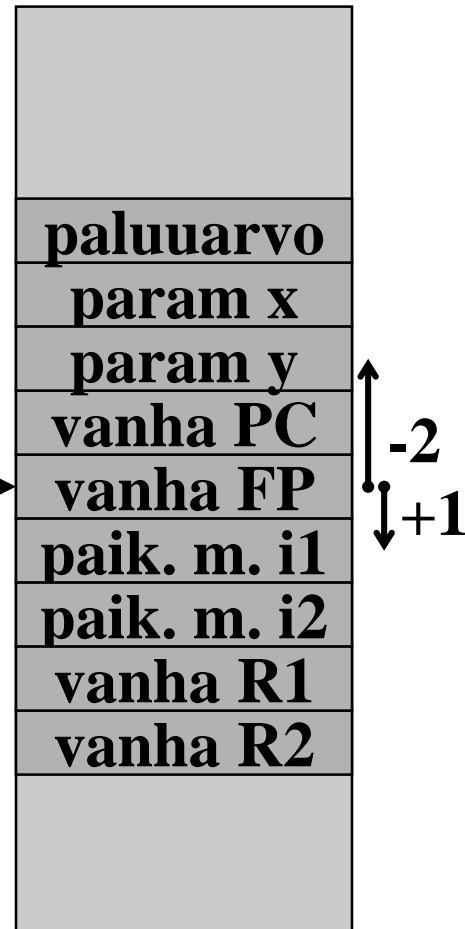 paluuarvo
param x
param y
vanha PC
-2
vanha FP
+1
paik. m. i1
paik. m. i2
vanha R1
vanha R2